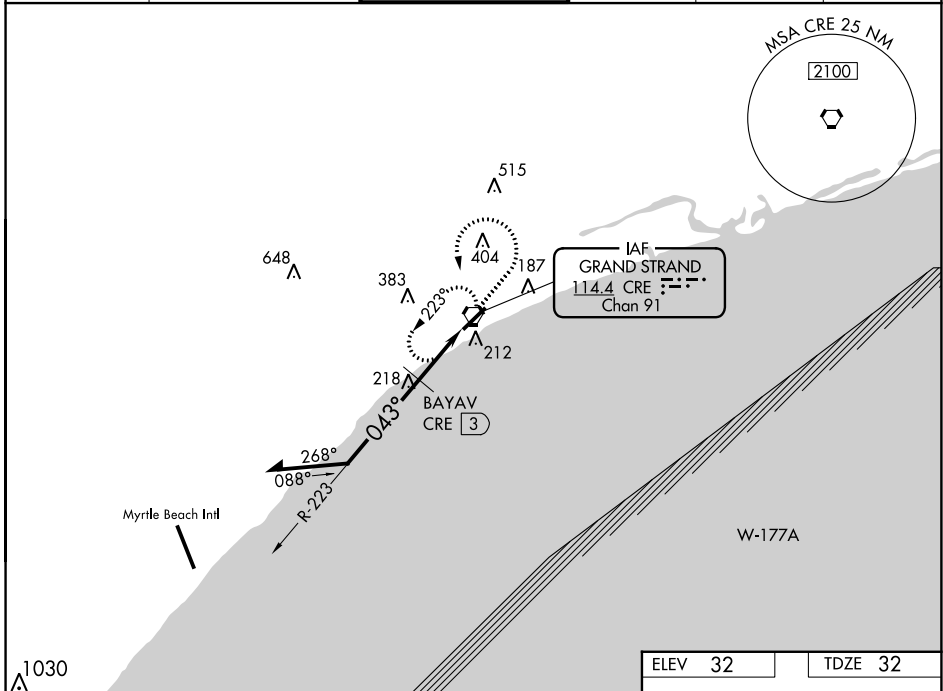 MSA CRE 25 NM
2100
515
404
648
383
187
IAF
GRAND STRAND
114.4 CRE
Chan 91
223°
212
218
BAYAV
CRE 3
043°
268°
088°
R-223
Myrtle Beach Intl
W-177A
1030
ELEV 32
TDZE 32